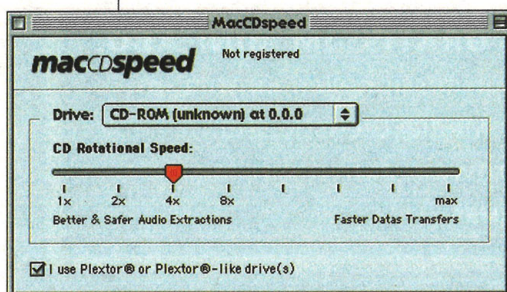 MacCDspeed
macCDspeed
Not registered
Drive: CD-ROM (unknown) at 0.0.0
CD Rotational Speed:
1x 2x 4x 8x max
Better & Safer Audio Extractions Faster Datas Transfers
I use Plextor® or Plextor®-like drive(s)